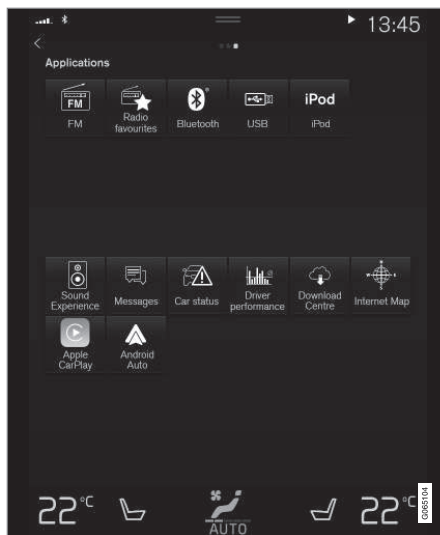 13:45
Applications
FM
FM
Radio
favourites
Bluetooth
USB
iPod
iPod
Sound
Experience
Messages
Car status
Driver
performance
Download
Centre
Internet Map
Apple
CarPlay
Android
Auto
22°C
AUTO
22°C
G065104